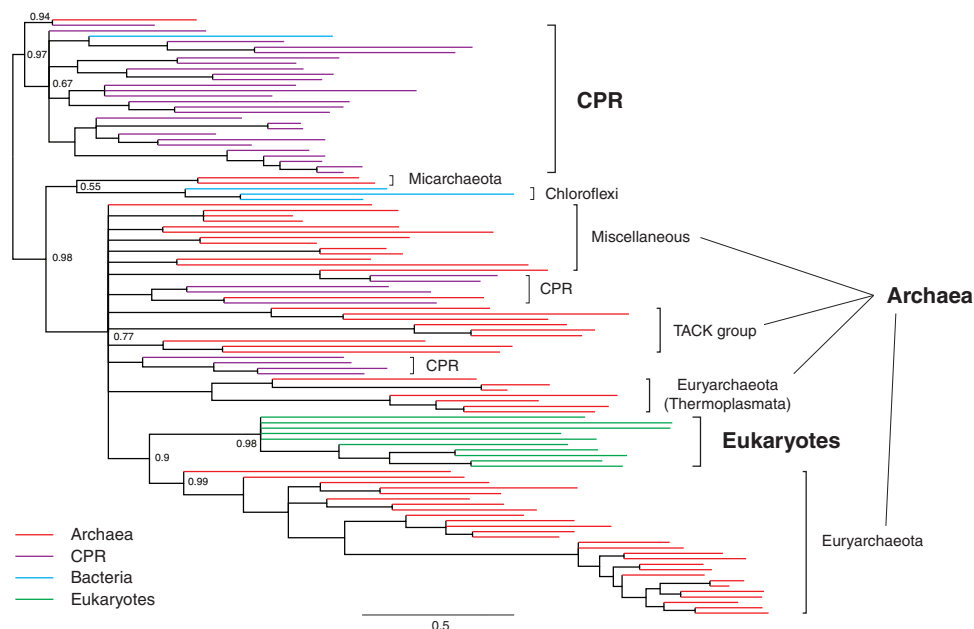 0.94
0.97
0.67
CPR
Micarchaeota
0.55
Chloroflexi
Miscellaneous
0.98
CPR
Archaea
TACK group
0.77
CPR
Euryarchaeota
(Thermoplasmata)
0.98
Eukaryotes
0.9
0.99
Euryarchaeota
Archaea
CPR
Bacteria
Eukaryotes
0.5